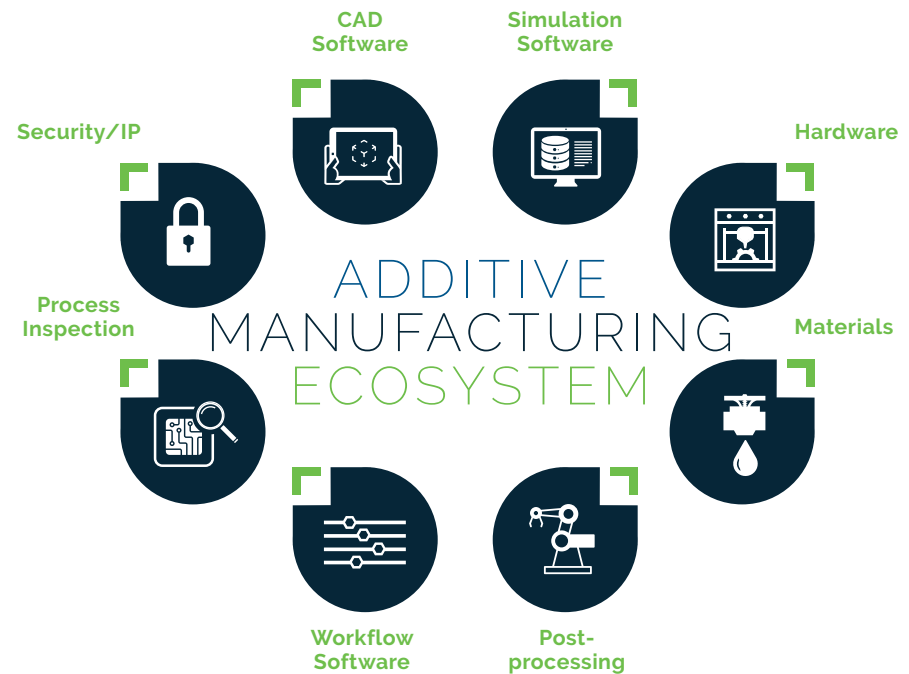 CAD
Software
Simulation
Software
Security/IP
Hardware
ADDITIVE
MANUFACTURING
ECOSYSTEM
Process
Inspection
Materials
Workflow
Software
Post-
processing